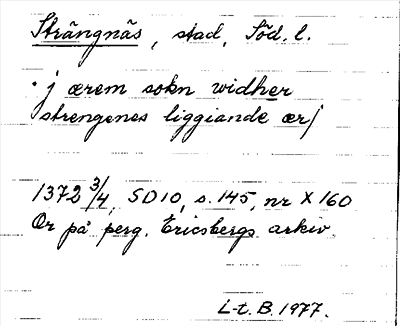 Strängnäs, stad, Söd. l.
· j ærem sokn widher
strengenes liggiande ær/
1372 3/4, SD10, s. 145, nr X 160
Or på perg. Ericsbergs arkiv.
L-t. B. 1977.